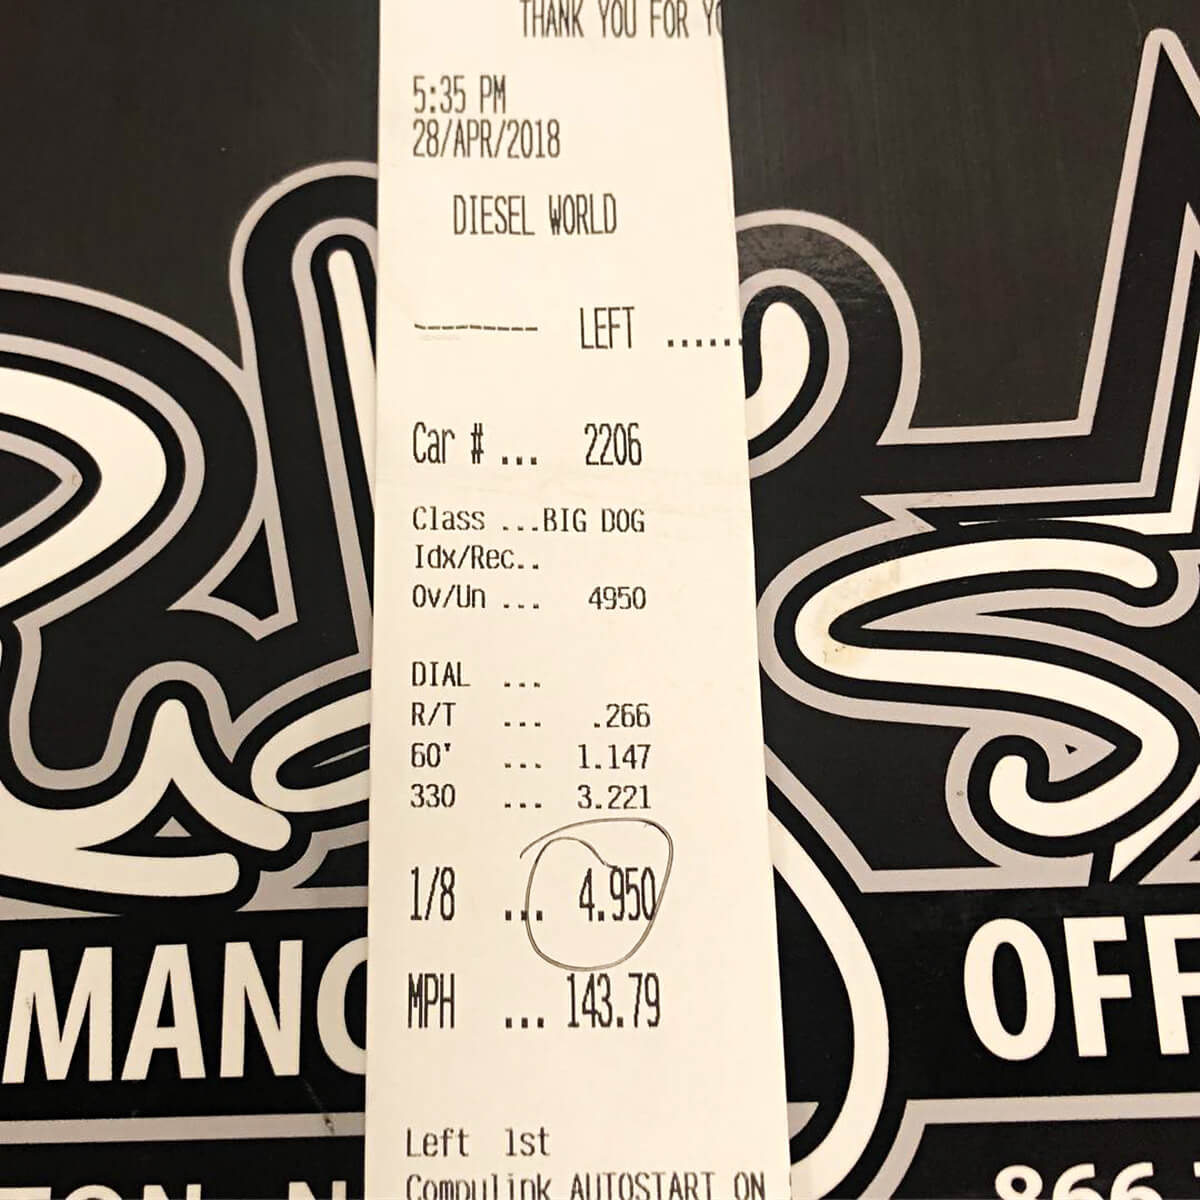 THANK YOU FOR
5:35 PM
28/APR/2018
DIESEL WORLD
--------- LEFT ......
Car # ... 2206
Class ...BIG DOG
Idx/Rec..
Ov/Un ... 4950
DIAL ...
R/T ... .266
60' ... 1.147
330 ... 3.221
1/8 ... 4.950
MPH ... 143.79
Left 1st
Compulink AUTOSTART ON
OFF
866